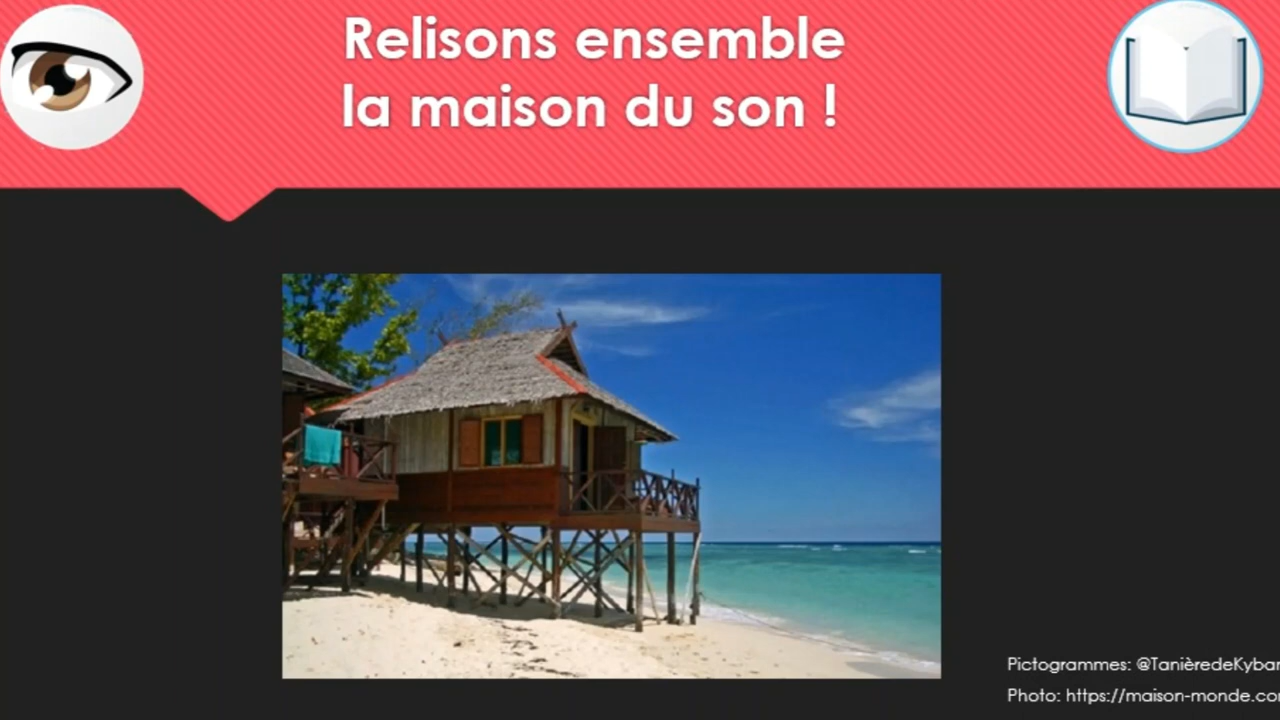 Relisons ensemble
la maison du son !
Pictogrammes: @TanièredeKybar
Photo: https://maison-monde.co